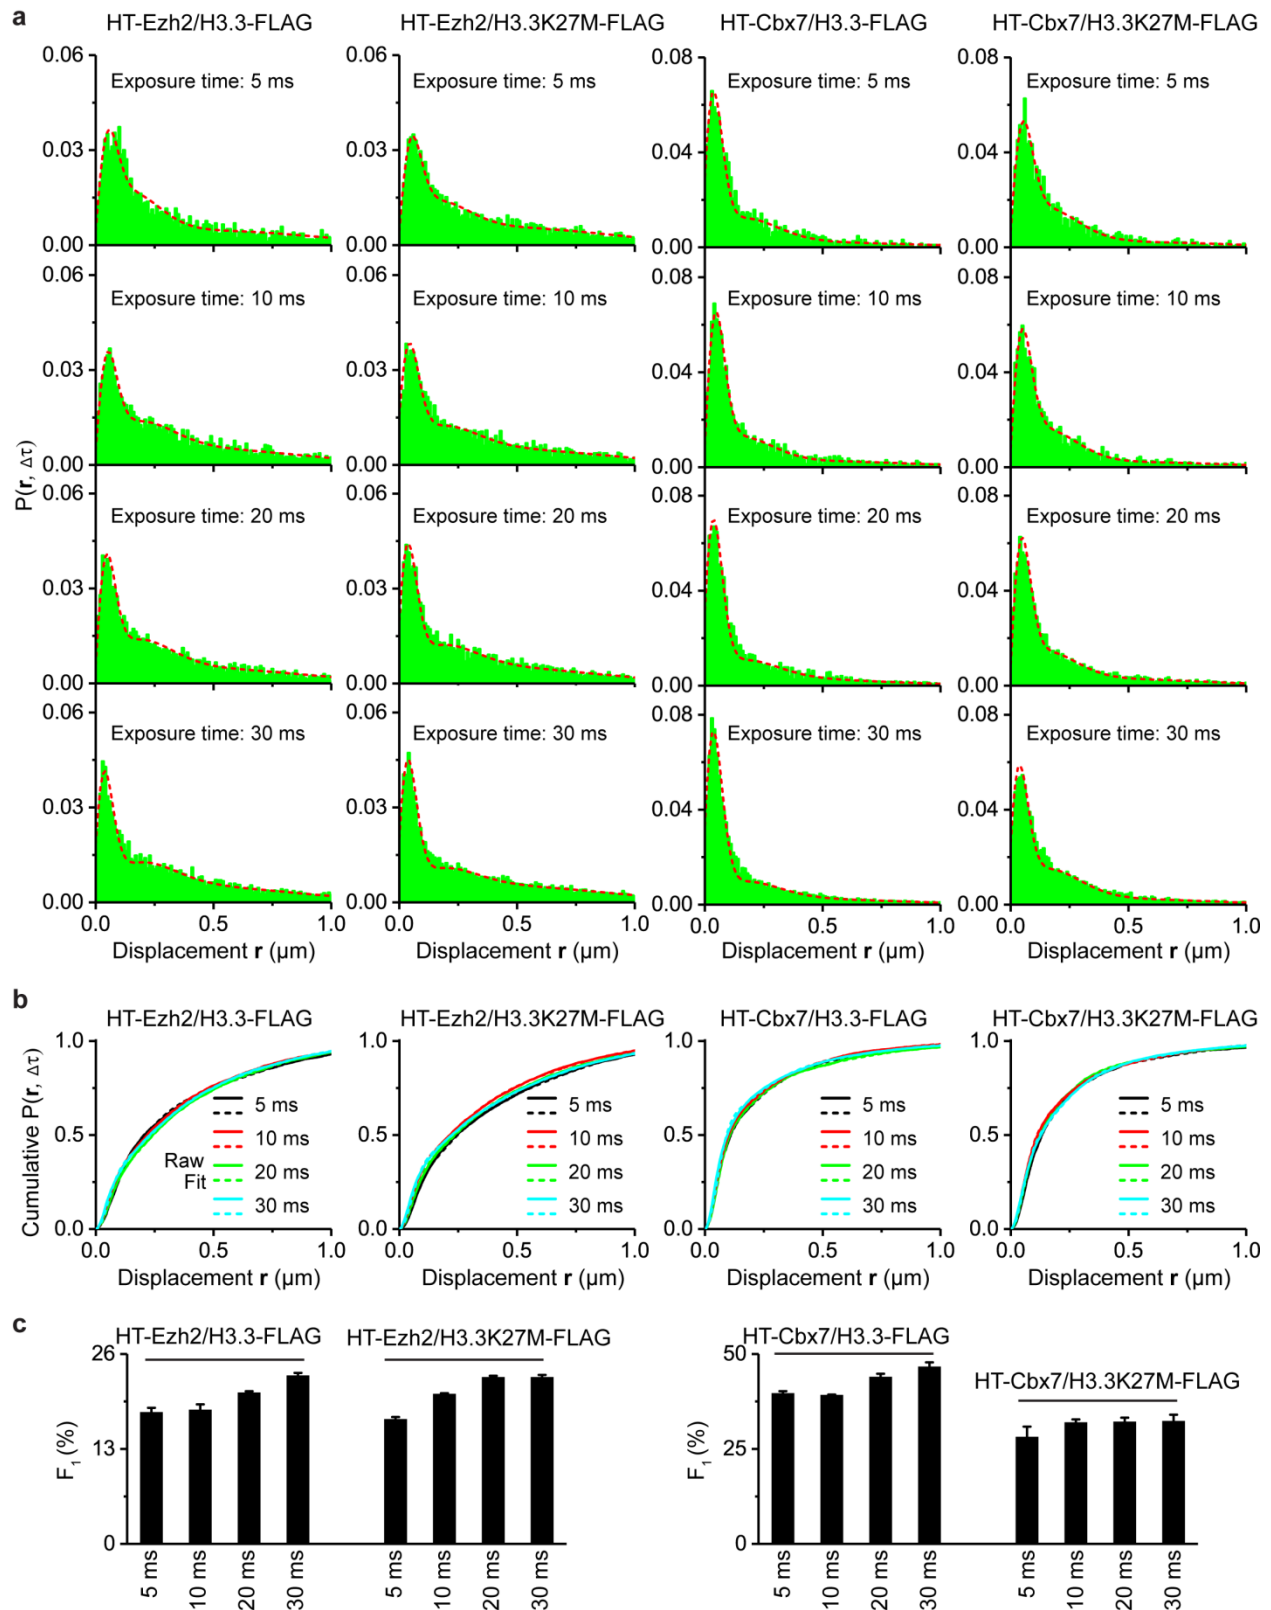 a
HT-Ezh2/H3.3-FLAG
HT-Ezh2/H3.3K27M-FLAG
HT-Cbx7/H3.3-FLAG
HT-Cbx7/H3.3K27M-FLAG
P(r, Δτ)
0.06
0.03
0.00
Exposure time: 5 ms
0.06
0.03
0.00
Exposure time: 5 ms
0.08
0.04
0.00
Exposure time: 5 ms
0.08
0.04
0.00
Exposure time: 5 ms
0.06
0.03
0.00
Exposure time: 10 ms
0.06
0.03
0.00
Exposure time: 10 ms
0.08
0.04
0.00
Exposure time: 10 ms
0.08
0.04
0.00
Exposure time: 10 ms
0.06
0.03
0.00
Exposure time: 20 ms
0.06
0.03
0.00
Exposure time: 20 ms
0.08
0.04
0.00
Exposure time: 20 ms
0.08
0.04
0.00
Exposure time: 20 ms
0.06
0.03
0.00
Exposure time: 30 ms
0.06
0.03
0.00
Exposure time: 30 ms
0.08
0.04
0.00
Exposure time: 30 ms
0.08
0.04
0.00
Exposure time: 30 ms
0.0 0.5 1.0
Displacement r (μm)
0.0 0.5 1.0
Displacement r (μm)
0.0 0.5 1.0
Displacement r (μm)
0.0 0.5 1.0
Displacement r (μm)
b
Cumulative P(r, Δτ)
HT-Ezh2/H3.3-FLAG
1.0
0.5
0.0
5 ms
10 ms
Raw
Fit
20 ms
30 ms
0.0 0.5 1.0
Displacement r (μm)
HT-Ezh2/H3.3K27M-FLAG
1.0
0.5
0.0
5 ms
10 ms
20 ms
30 ms
0.0 0.5 1.0
Displacement r (μm)
HT-Cbx7/H3.3-FLAG
1.0
0.5
0.0
5 ms
10 ms
20 ms
30 ms
0.0 0.5 1.0
Displacement r (μm)
HT-Cbx7/H3.3K27M-FLAG
1.0
0.5
0.0
5 ms
10 ms
20 ms
30 ms
0.0 0.5 1.0
Displacement r (μm)
c
HT-Ezh2/H3.3-FLAG
HT-Ezh2/H3.3K27M-FLAG
F₁ (%)
26
13
0
5 ms
10 ms
20 ms
30 ms
5 ms
10 ms
20 ms
30 ms
HT-Cbx7/H3.3-FLAG
HT-Cbx7/H3.3K27M-FLAG
F₁ (%)
50
25
0
5 ms
10 ms
20 ms
30 ms
5 ms
10 ms
20 ms
30 ms